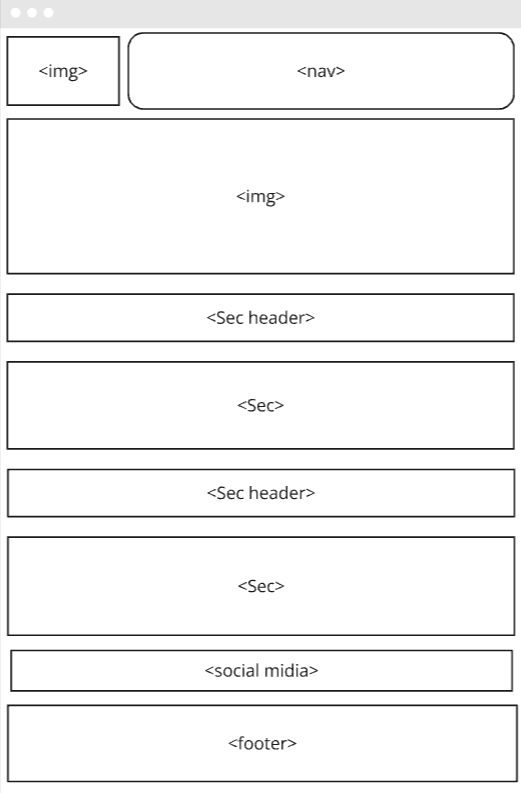 <img>
<nav>
<img>
<Sec header>
<Sec>
<Sec header>
<Sec>
<social midia>
<footer>